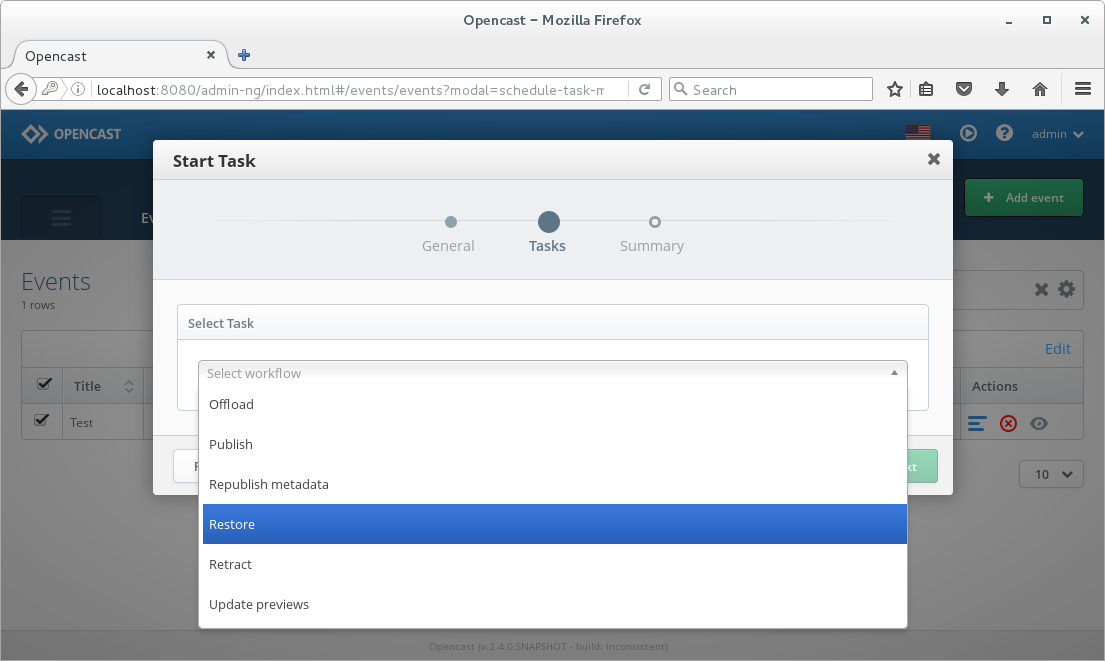 Opencast – Mozilla Firefox
Opencast
localhost:8080/admin-ng/index.html#/events/events?modal=schedule-task-m
Search
OPENCAST
admin
Start Task
Add event
Ev
General
Tasks
Summary
Events
1 rows
Select Task
Edit
Select workflow
Title
Actions
Offload
Test
Publish
Republish metadata
10
Restore
Retract
Update previews
Opencast (v.2.4.0.SNAPSHOT - build: inconsistent)